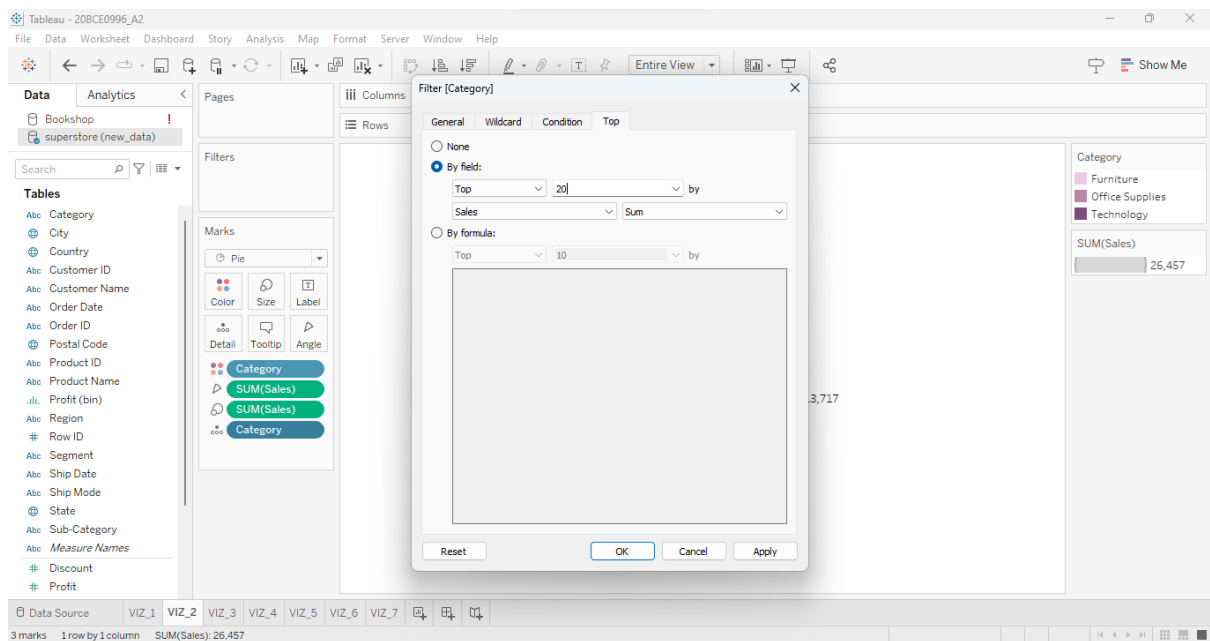 Tableau - 20BCE0996_A2
File Data Worksheet Dashboard Story Analysis Map Format Server Window Help
Entire View
Show Me
Data Analytics
Bookshop !
superstore (new_data)
Search
Tables
Abc Category
City
Country
Abc Customer ID
Abc Customer Name
Abc Order Date
Abc Order ID
Postal Code
Abc Product ID
Abc Product Name
Profit (bin)
Abc Region
# Row ID
Abc Segment
Abc Ship Date
Abc Ship Mode
State
Abc Sub-Category
Abc Measure Names
# Discount
# Profit
Pages
Filters
Marks
Pie
Color Size Label
Detail Tooltip Angle
Category
SUM(Sales)
SUM(Sales)
Category
Columns
Rows
Filter [Category]
General Wildcard Condition Top
None
By field:
Top 20 by
Sales Sum
By formula:
Top 10 by
Reset OK Cancel Apply
3,717
Category
Furniture
Office Supplies
Technology
SUM(Sales)
26,457
Data Source VIZ_1 VIZ_2 VIZ_3 VIZ_4 VIZ_5 VIZ_6 VIZ_7
3 marks 1 row by 1 column SUM(Sales): 26,457